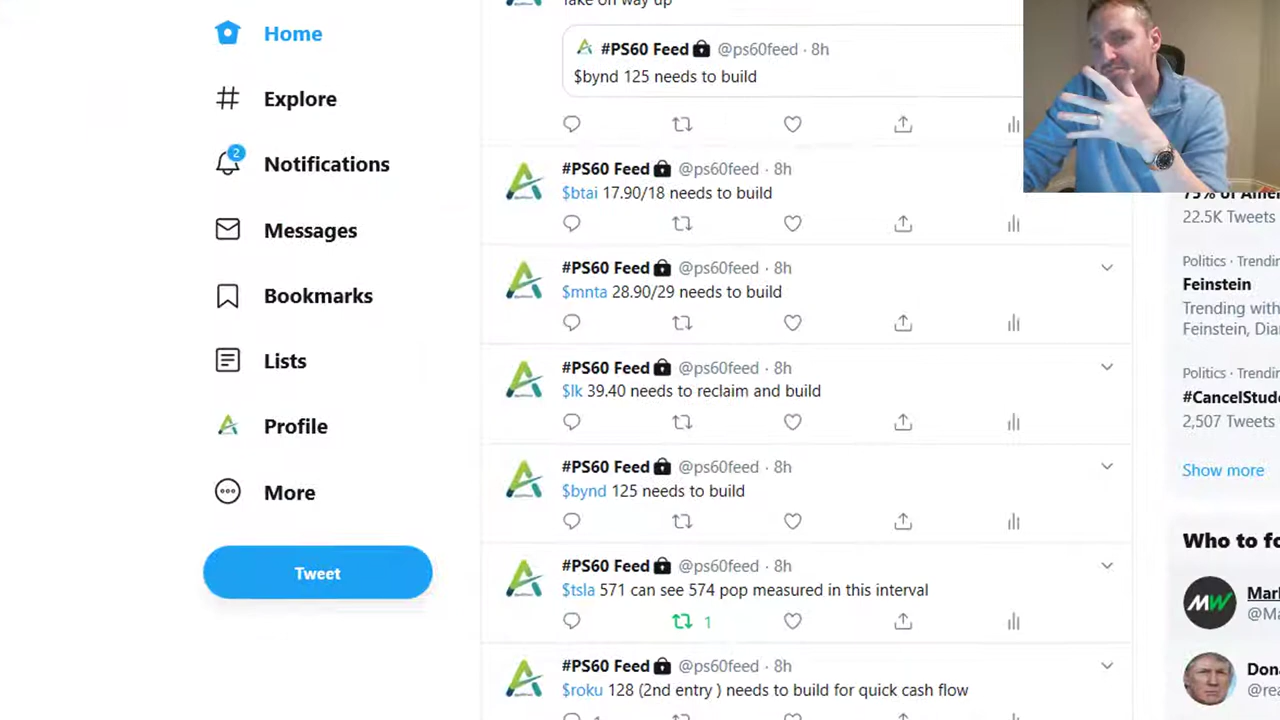 Home
Explore
2
Notifications
Messages
Bookmarks
Lists
Profile
More
Tweet
Take on way up
#PS60 Feed @ps60feed · 8h
$bynd 125 needs to build
#PS60 Feed @ps60feed · 8h
$btai 17.90/18 needs to build
#PS60 Feed @ps60feed · 8h
$mnta 28.90/29 needs to build
#PS60 Feed @ps60feed · 8h
$lk 39.40 needs to reclaim and build
#PS60 Feed @ps60feed · 8h
$bynd 125 needs to build
#PS60 Feed @ps60feed · 8h
$tsla 571 can see 574 pop measured in this interval
1
#PS60 Feed @ps60feed · 8h
$roku 128 (2nd entry ) needs to build for quick cash flow
75% of Amer
22.5K Tweets
Politics · Trendin
Feinstein
Trending with
Feinstein, Dia
Politics · Trendin
#CancelStude
2,507 Tweets
Show more
Who to fo
MW
Mar
@Ma
Don
@rea